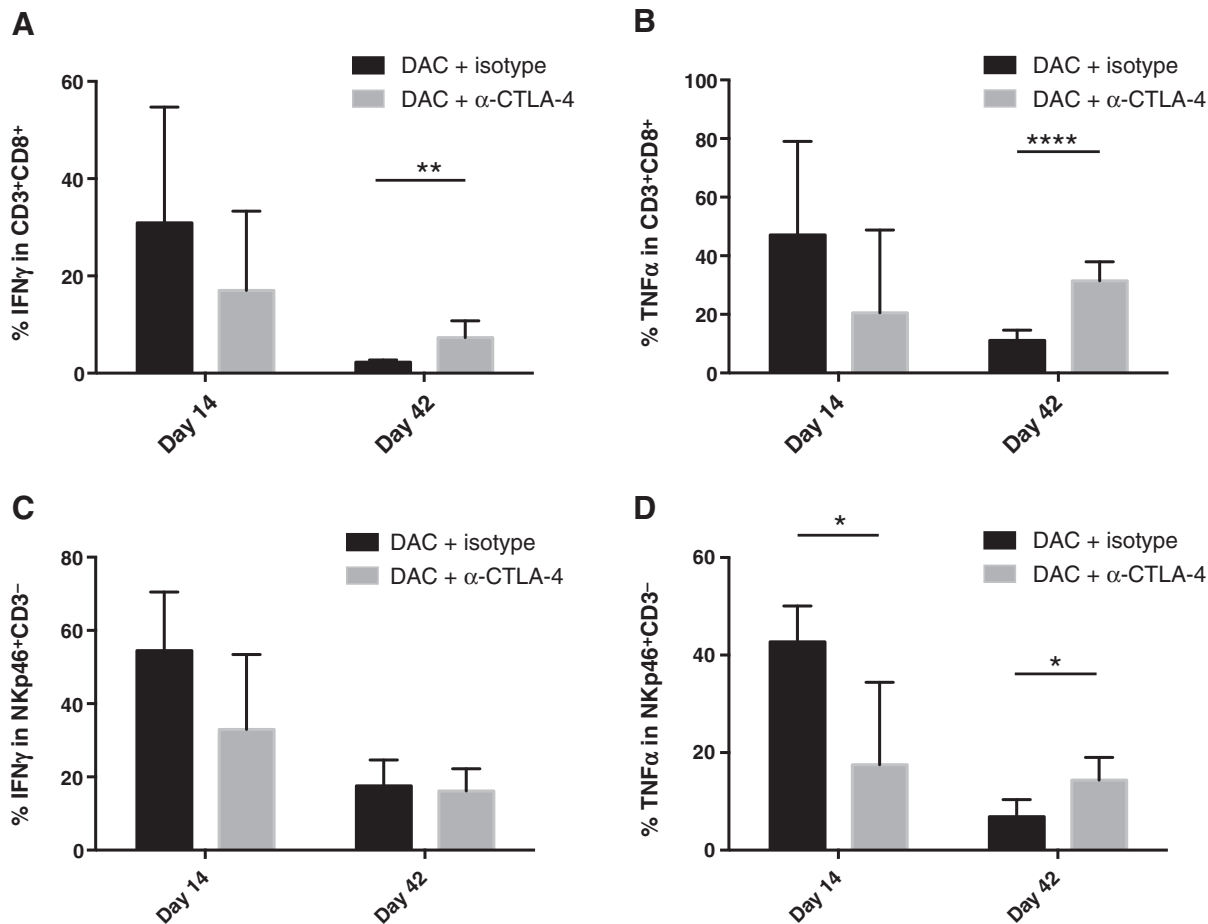 A
DAC + isotype
DAC + α-CTLA-4
% IFNγ in CD3⁺CD8⁺
60
40
20
0
**
Day 14
Day 42
B
DAC + isotype
DAC + α-CTLA-4
% TNFα in CD3⁺CD8⁺
100
80
60
40
20
0
****
Day 14
Day 42
C
DAC + isotype
DAC + α-CTLA-4
% IFNγ in NKp46⁺CD3⁻
80
60
40
20
0
Day 14
Day 42
D
DAC + isotype
DAC + α-CTLA-4
% TNFα in NKp46⁺CD3⁻
60
40
20
0
*
*
Day 14
Day 42